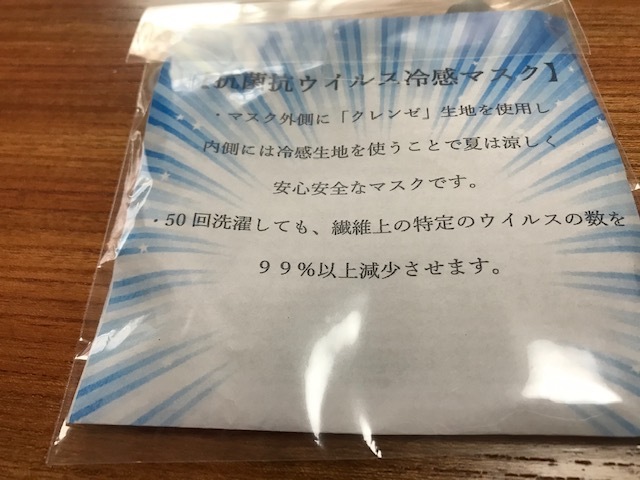 【抗菌抗ウイルス冷感マスク】
・マスク外側に「クレンゼ」生地を使用し
内側には冷感生地を使うことで夏は涼しく
安心安全なマスクです。
・50回洗濯しても、繊維上の特定のウイルスの数を
９９％以上減少させます。